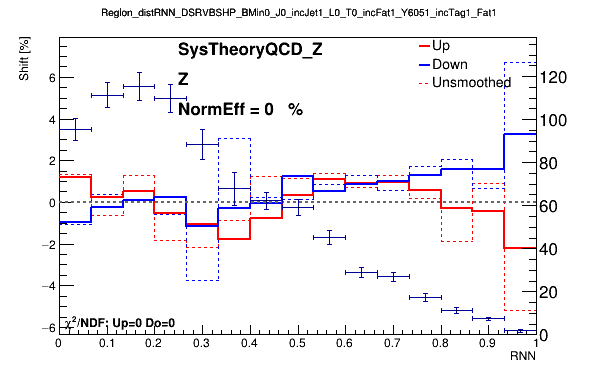 Region_distRNN_DSRVBSHP_BMin0_J0_incJet1_L0_T0_incFat1_Y6051_incTag1_Fat1
Shift [%]
SysTheoryQCD_Z
Z
NormEff = 0 %
Up
Down
Unsmoothed
6
4
2
0
−2
−4
−6
120
100
80
60
40
20
0
χ²/NDF: Up=0 Do=0
0 0.1 0.2 0.3 0.4 0.5 0.6 0.7 0.8 0.9 1
RNN